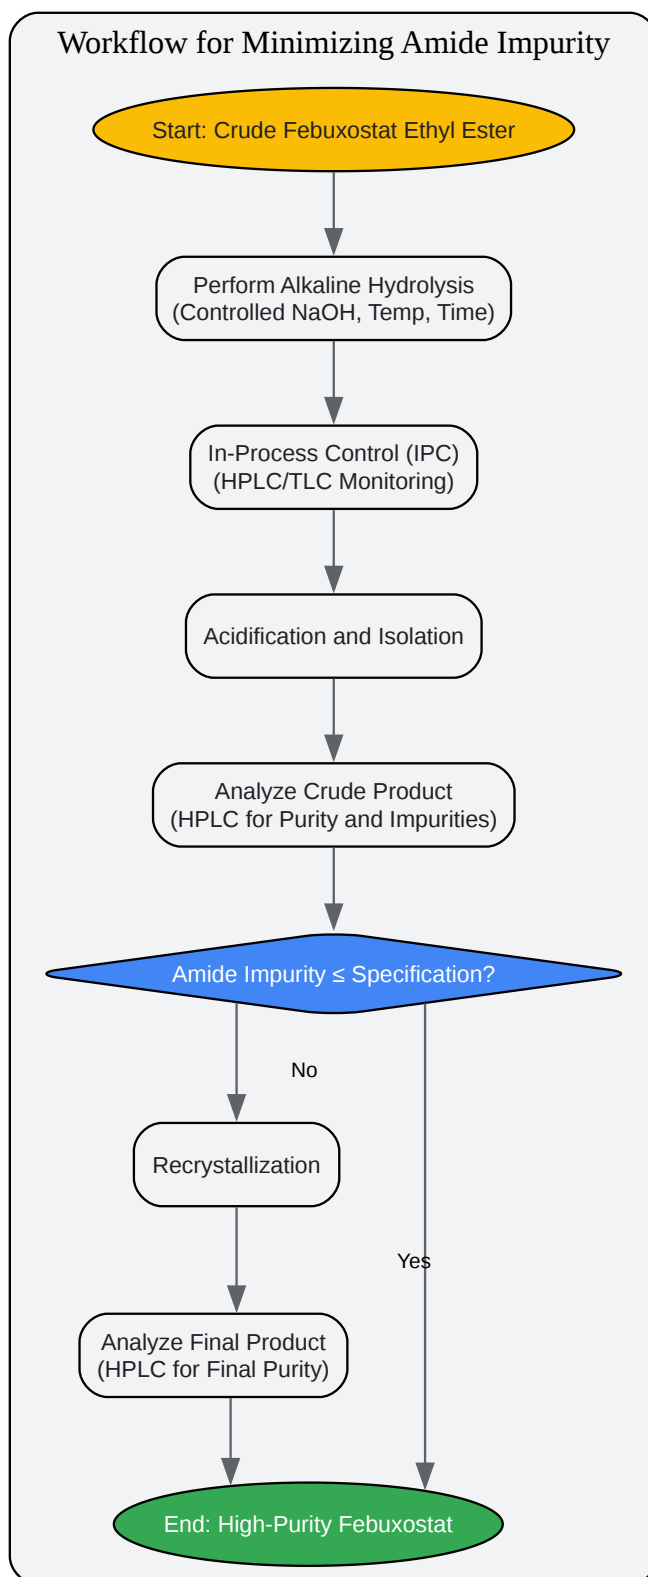 Workflow for Minimizing Amide Impurity
Start: Crude Febuxostat Ethyl Ester
Perform Alkaline Hydrolysis
(Controlled NaOH, Temp, Time)
In-Process Control (IPC)
(HPLC/TLC Monitoring)
Acidification and Isolation
Analyze Crude Product
(HPLC for Purity and Impurities)
Amide Impurity ≤ Specification?
No
Recrystallization
Yes
Analyze Final Product
(HPLC for Final Purity)
End: High-Purity Febuxostat